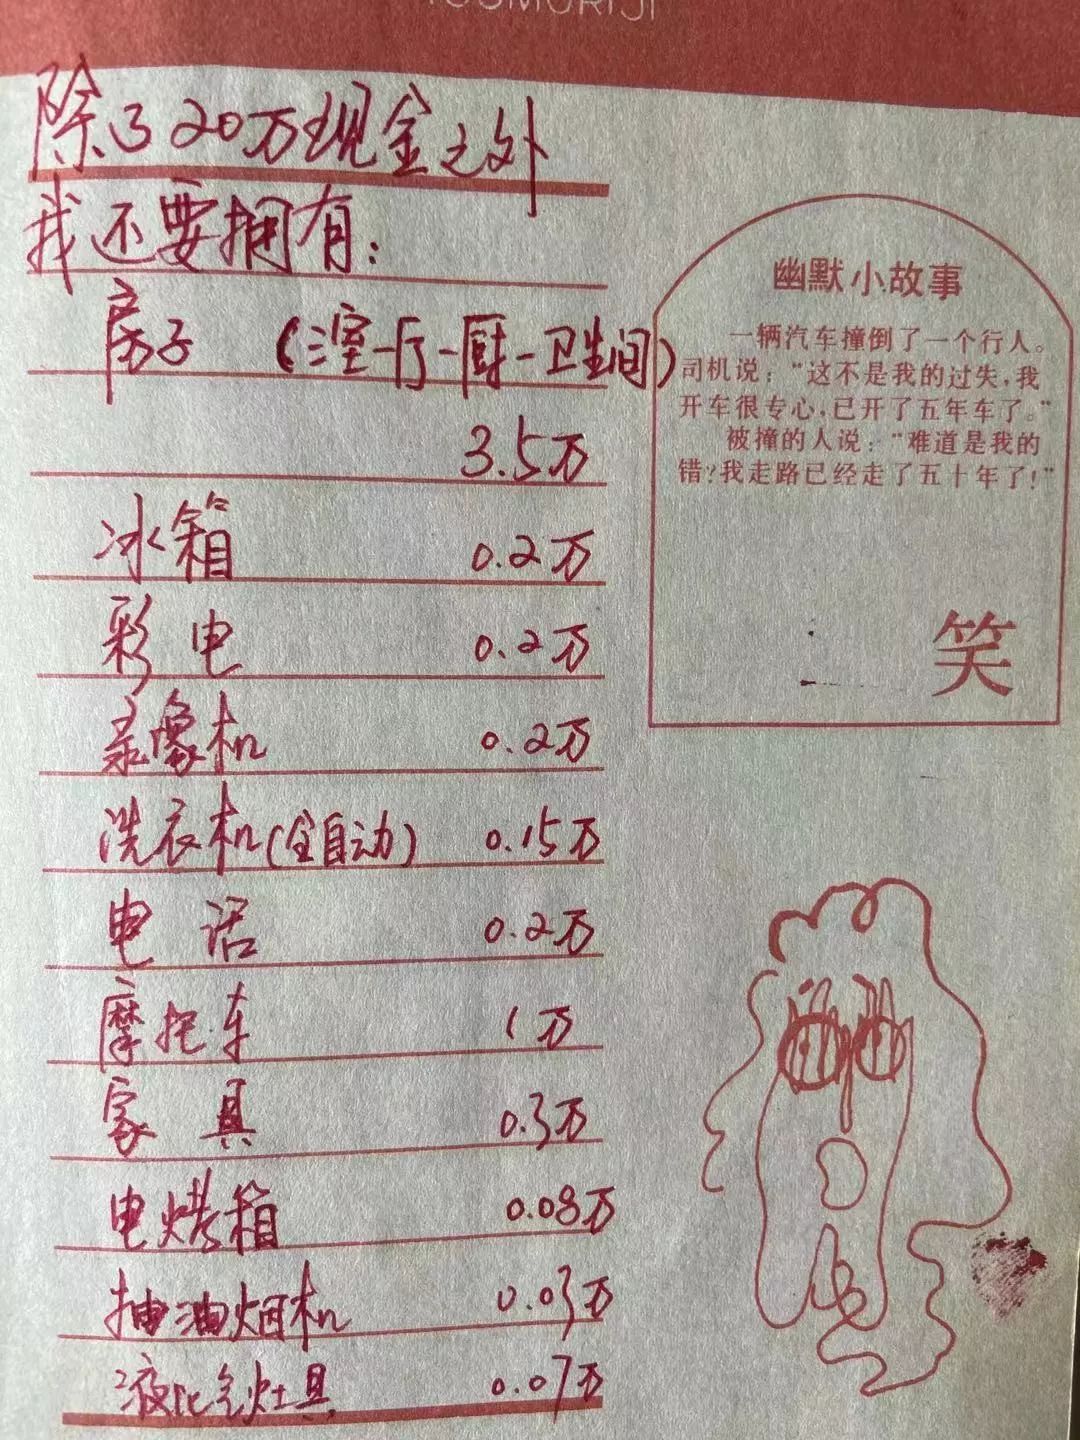 除了20万现金之外
我还要拥有：
房子 （三室一厅一厨一卫生间）
3.5万
冰箱 0.2万
彩电 0.2万
录像机 0.2万
洗衣机（全自动） 0.15万
电话 0.2万
摩托车 1万
家具 0.3万
电烤箱 0.08万
抽油烟机 0.03万
液化气灶具 0.07万
幽默小故事
一辆汽车撞倒了一个行人。
司机说：“这不是我的过失，我
开车很专心，已开了五年车了。”
被撞的人说：“难道是我的
错？我走路已经走了五十年了！”
笑